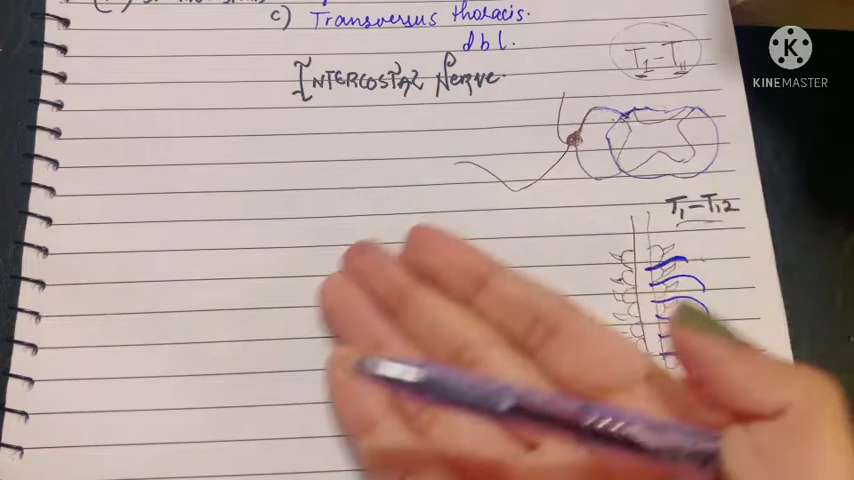 c) Transversus thoracis.
dbl.
T1-T11
INTERCOSTAL Nerve.
K
KINEMASTER
T1-T12